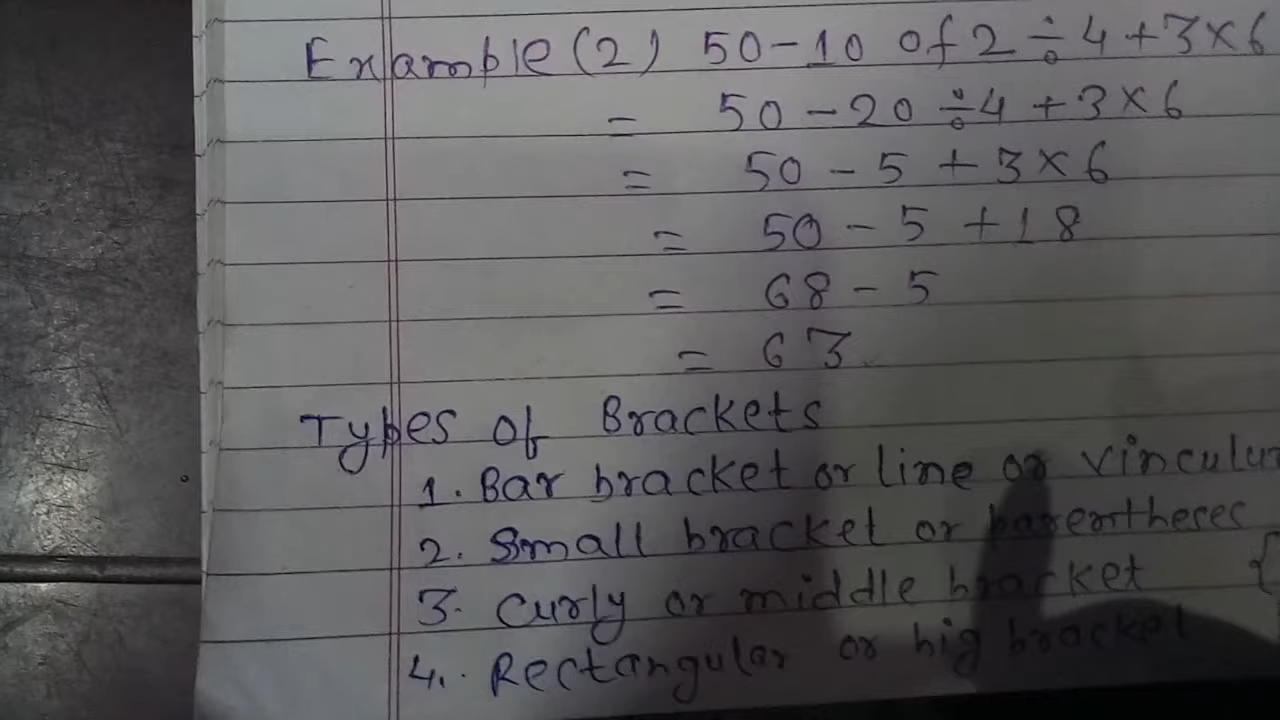 Example (2) 50 - 10 of 2 ÷ 4 + 3 × 6
= 50 - 20 ÷ 4 + 3 × 6
= 50 - 5 + 3 × 6
= 50 - 5 + 18
= 68 - 5
= 63
Types of Brackets
1. Bar bracket or line or vinculu
2. Small bracket or parentheses
3. Curly or middle bracket {
4. Rectangular or big bracket